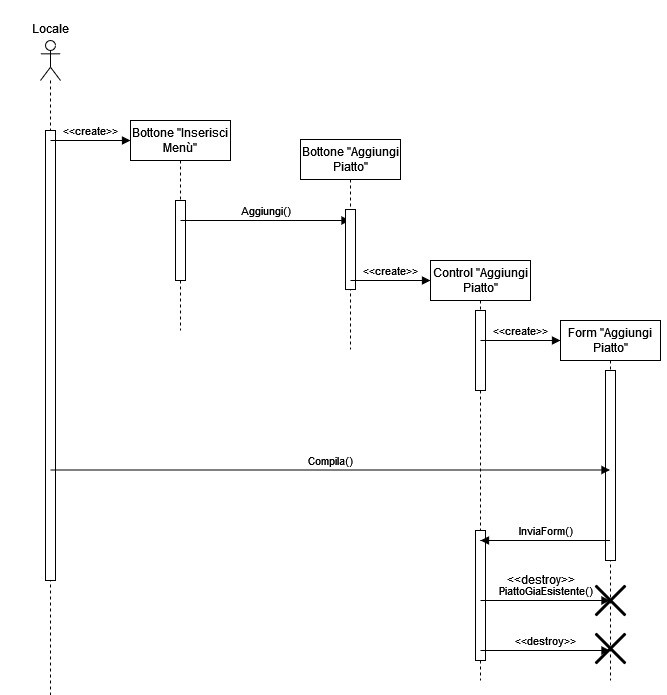 Locale
<<create>>
Bottone "Inserisci
Menù"
Bottone "Aggiungi
Piatto"
Aggiungi()
<<create>>
Control "Aggiungi
Piatto"
<<create>>
Form "Aggiungi
Piatto"
Compila()
InviaForm()
<<destroy>>
PiattoGiaEsistente()
<<destroy>>